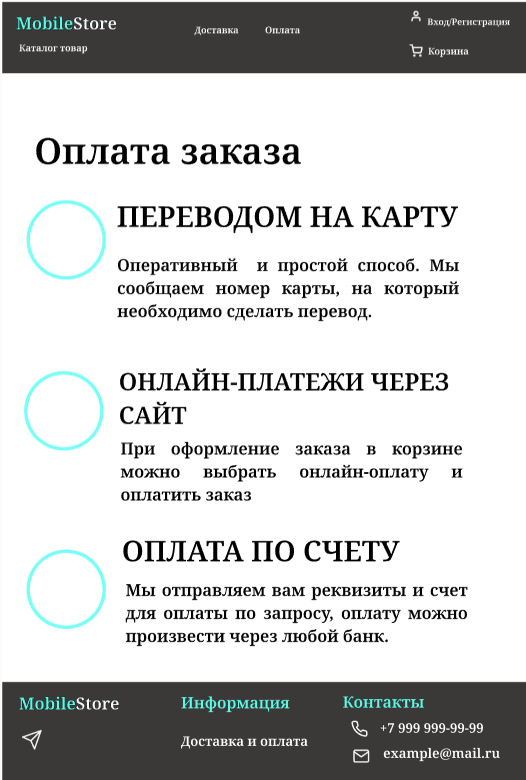 MobileStore
Доставка
Оплата
Вход/Регистрация
Каталог товар
Корзина
Оплата заказа
ПЕРЕВОДОМ НА КАРТУ
Оперативный и простой способ. Мы
сообщаем номер карты, на который
необходимо сделать перевод.
ОНЛАЙН-ПЛАТЕЖИ ЧЕРЕЗ
САЙТ
При оформление заказа в корзине
можно выбрать онлайн-оплату и
оплатить заказ
ОПЛАТА ПО СЧЕТУ
Мы отправляем вам реквизиты и счет
для оплаты по запросу, оплату можно
произвести через любой банк.
MobileStore
Информация
Доставка и оплата
Контакты
+7 999 999-99-99
example@mail.ru